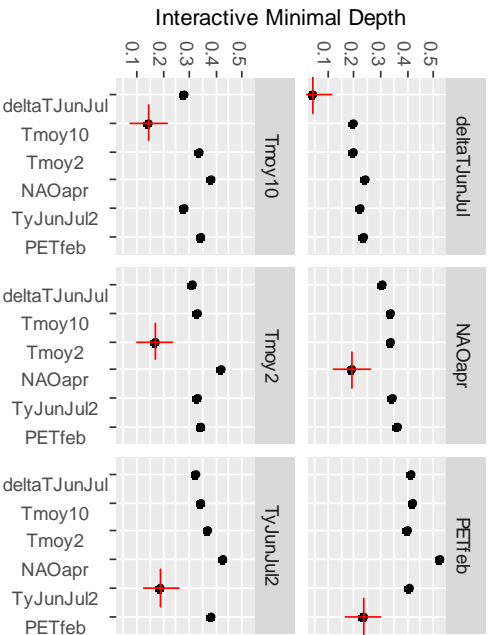 Interactive Minimal Depth
0.1 0.2 0.3 0.4 0.5 0.1 0.2 0.3 0.4 0.5
deltaTJunJul
Tmoy10
Tmoy2
NAOapr
TyJunJul2
PETfeb
Tmoy10
deltaTJunJul
deltaTJunJul
Tmoy10
Tmoy2
NAOapr
TyJunJul2
PETfeb
Tmoy2
NAOapr
deltaTJunJul
Tmoy10
Tmoy2
NAOapr
TyJunJul2
PETfeb
TyJunJul2
PETfeb